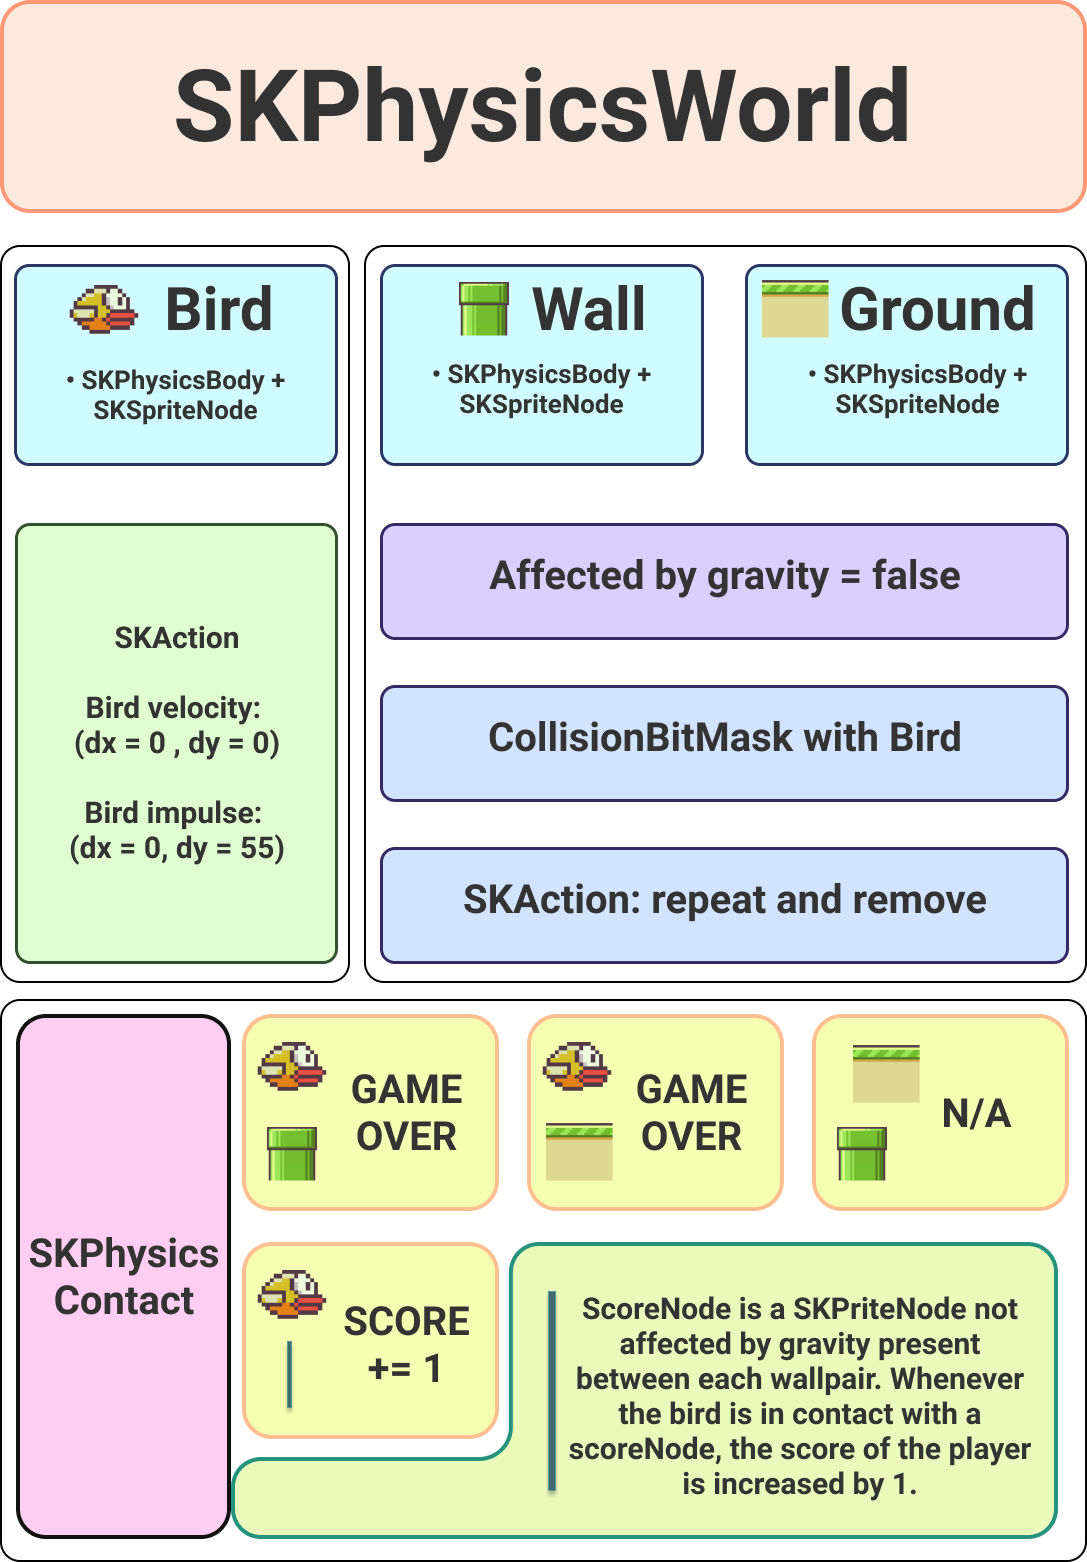 SKPhysicsWorld
Bird
• SKPhysicsBody +
SKSpriteNode
Wall
• SKPhysicsBody +
SKSpriteNode
Ground
• SKPhysicsBody +
SKSpriteNode
SKAction
Bird velocity:
(dx = 0 , dy = 0)
Bird impulse:
(dx = 0, dy = 55)
Affected by gravity = false
CollisionBitMask with Bird
SKAction: repeat and remove
SKPhysics
Contact
GAME
OVER
GAME
OVER
N/A
SCORE
+= 1
ScoreNode is a SKPriteNode not
affected by gravity present
between each wallpair. Whenever
the bird is in contact with a
scoreNode, the score of the player
is increased by 1.